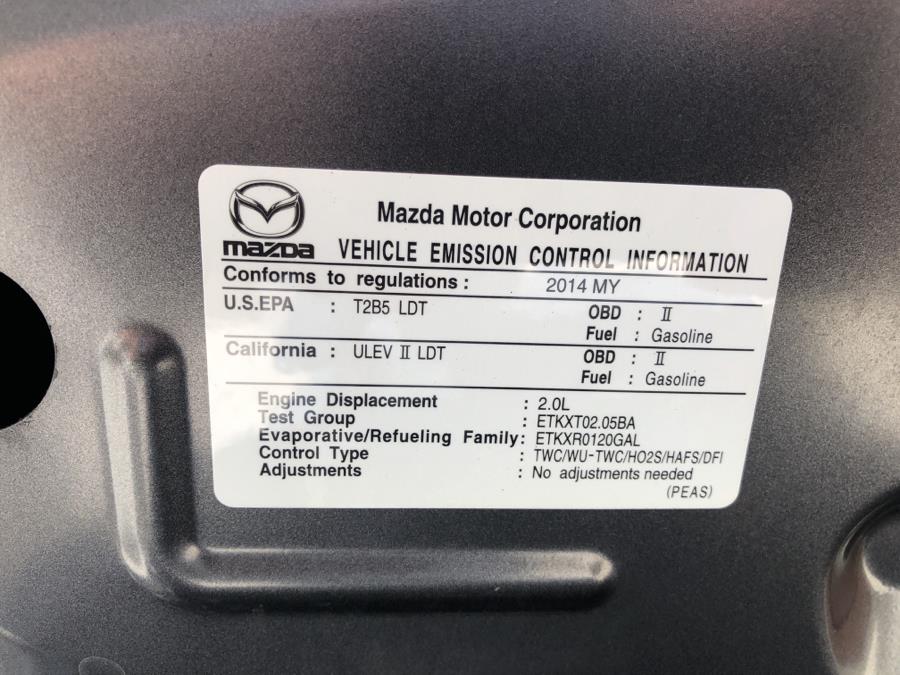 Mazda Motor Corporation
mazda VEHICLE EMISSION CONTROL INFORMATION
Conforms to regulations : 2014 MY
U.S.EPA : T2B5 LDT OBD : II
Fuel : Gasoline
California : ULEV II LDT OBD : II
Fuel : Gasoline
Engine Displacement : 2.0L
Test Group : ETKXT02.05BA
Evaporative/Refueling Family: ETKXR0120GAL
Control Type : TWC/WU-TWC/HO2S/HAFS/DFI
Adjustments : No adjustments needed
(PEAS)